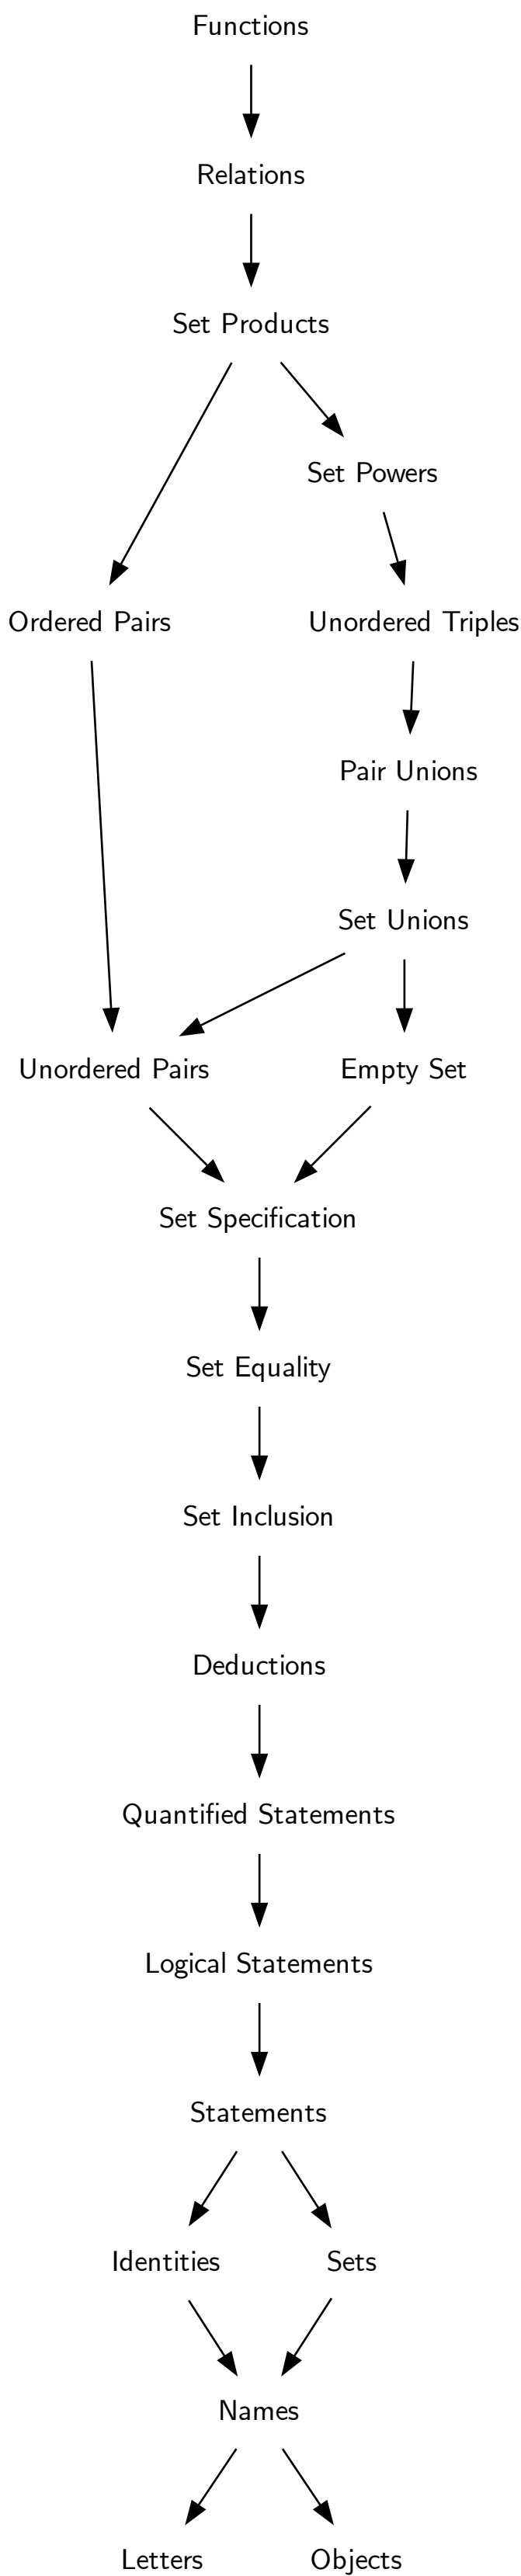 Functions
Relations
Set Products
Set Powers
Ordered Pairs
Unordered Triples
Pair Unions
Set Unions
Unordered Pairs
Empty Set
Set Specification
Set Equality
Set Inclusion
Deductions
Quantified Statements
Logical Statements
Statements
Identities
Sets
Names
Letters
Objects